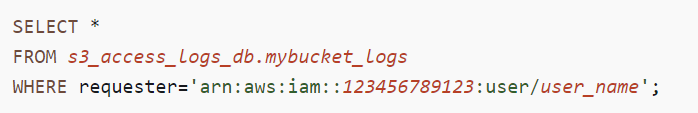 SELECT *
FROM s3_access_logs_db.mybucket_logs
WHERE requester='arn:aws:iam::123456789123:user/user_name';